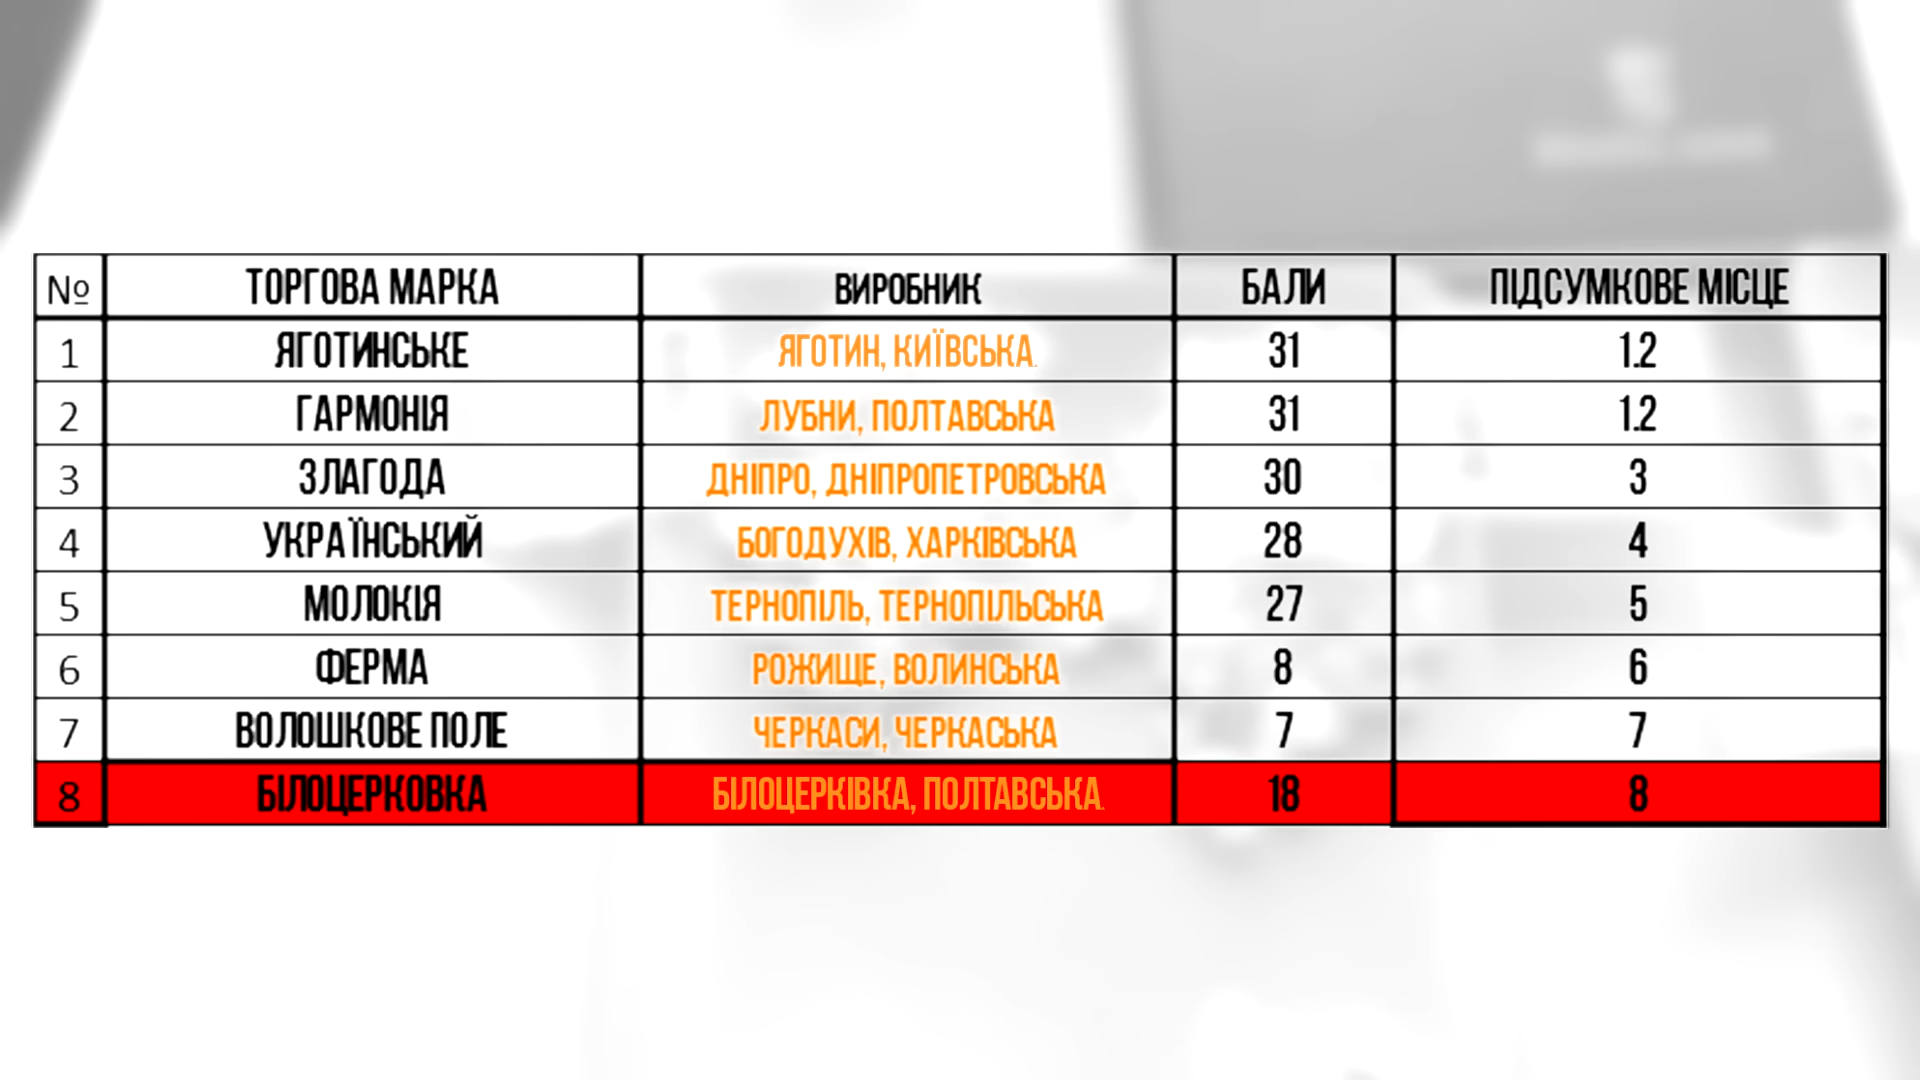 № ТОРГОВА МАРКА ВИРОБНИК БАЛИ ПІДСУМКОВЕ МІСЦЕ
1 ЯГОТИНСЬКЕ ЯГОТИН, КИЇВСЬКА. 31 1.2
2 ГАРМОНІЯ ЛУБНИ, ПОЛТАВСЬКА 31 1.2
3 ЗЛАГОДА ДНІПРО, ДНІПРОПЕТРОВСЬКА 30 3
4 УКРАЇНСЬКИЙ БОГОДУХІВ, ХАРКІВСЬКА 28 4
5 МОЛОКІЯ ТЕРНОПІЛЬ, ТЕРНОПІЛЬСЬКА 27 5
6 ФЕРМА РОЖИЩЕ, ВОЛИНСЬКА 8 6
7 ВОЛОШКОВЕ ПОЛЕ ЧЕРКАСИ, ЧЕРКАСЬКА 7 7
8 БІЛОЦЕРКОВКА БІЛОЦЕРКІВКА, ПОЛТАВСЬКА. 18 8